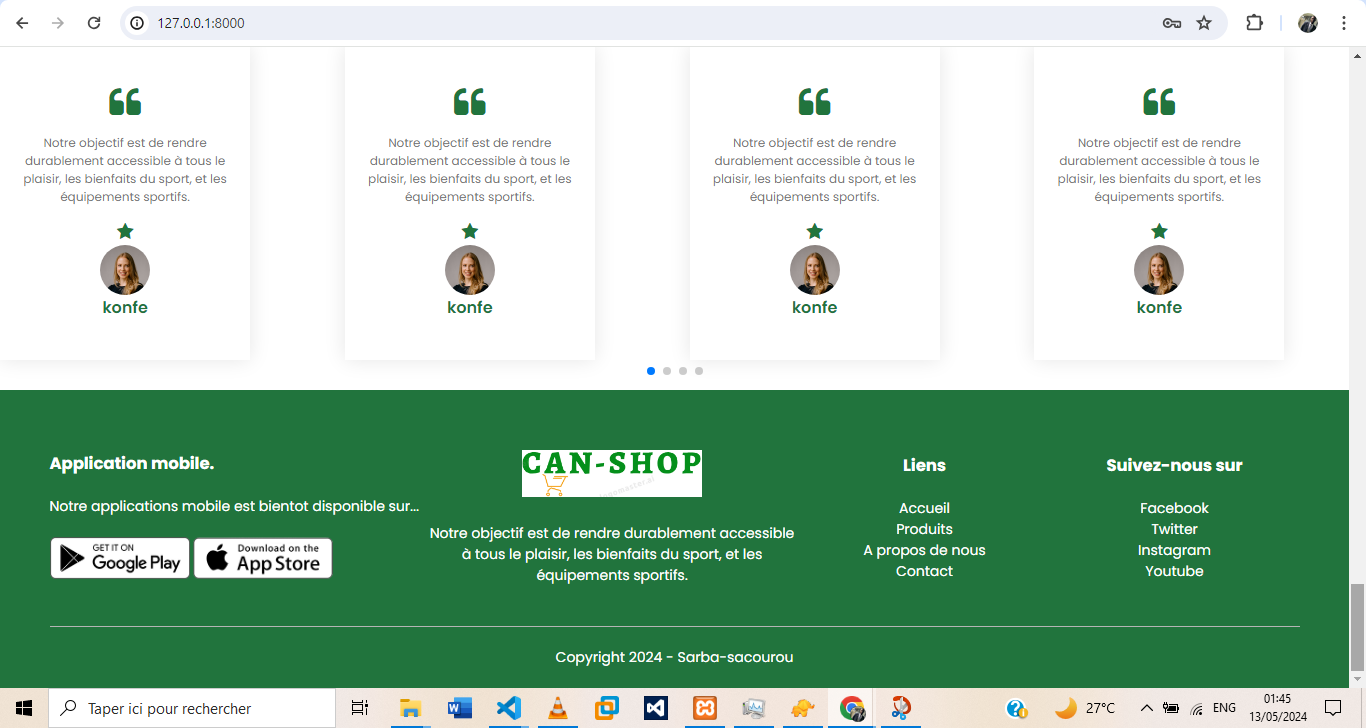 127.0.0.1:8000
Notre objectif est de rendre
durablement accessible à tous le
plaisir, les bienfaits du sport, et les
équipements sportifs.
konfe
Notre objectif est de rendre
durablement accessible à tous le
plaisir, les bienfaits du sport, et les
équipements sportifs.
konfe
Notre objectif est de rendre
durablement accessible à tous le
plaisir, les bienfaits du sport, et les
équipements sportifs.
konfe
Notre objectif est de rendre
durablement accessible à tous le
plaisir, les bienfaits du sport, et les
équipements sportifs.
konfe
Application mobile.
Notre applications mobile est bientot disponible sur...
GET IT ON
Google Play
Download on the
App Store
CAN-SHOP
logomaster.ai
Notre objectif est de rendre durablement accessible
à tous le plaisir, les bienfaits du sport, et les
équipements sportifs.
Liens
Accueil
Produits
A propos de nous
Contact
Suivez-nous sur
Facebook
Twitter
Instagram
Youtube
Copyright 2024 - Sarba-sacourou
Taper ici pour rechercher
27°C
ENG
01:45
13/05/2024